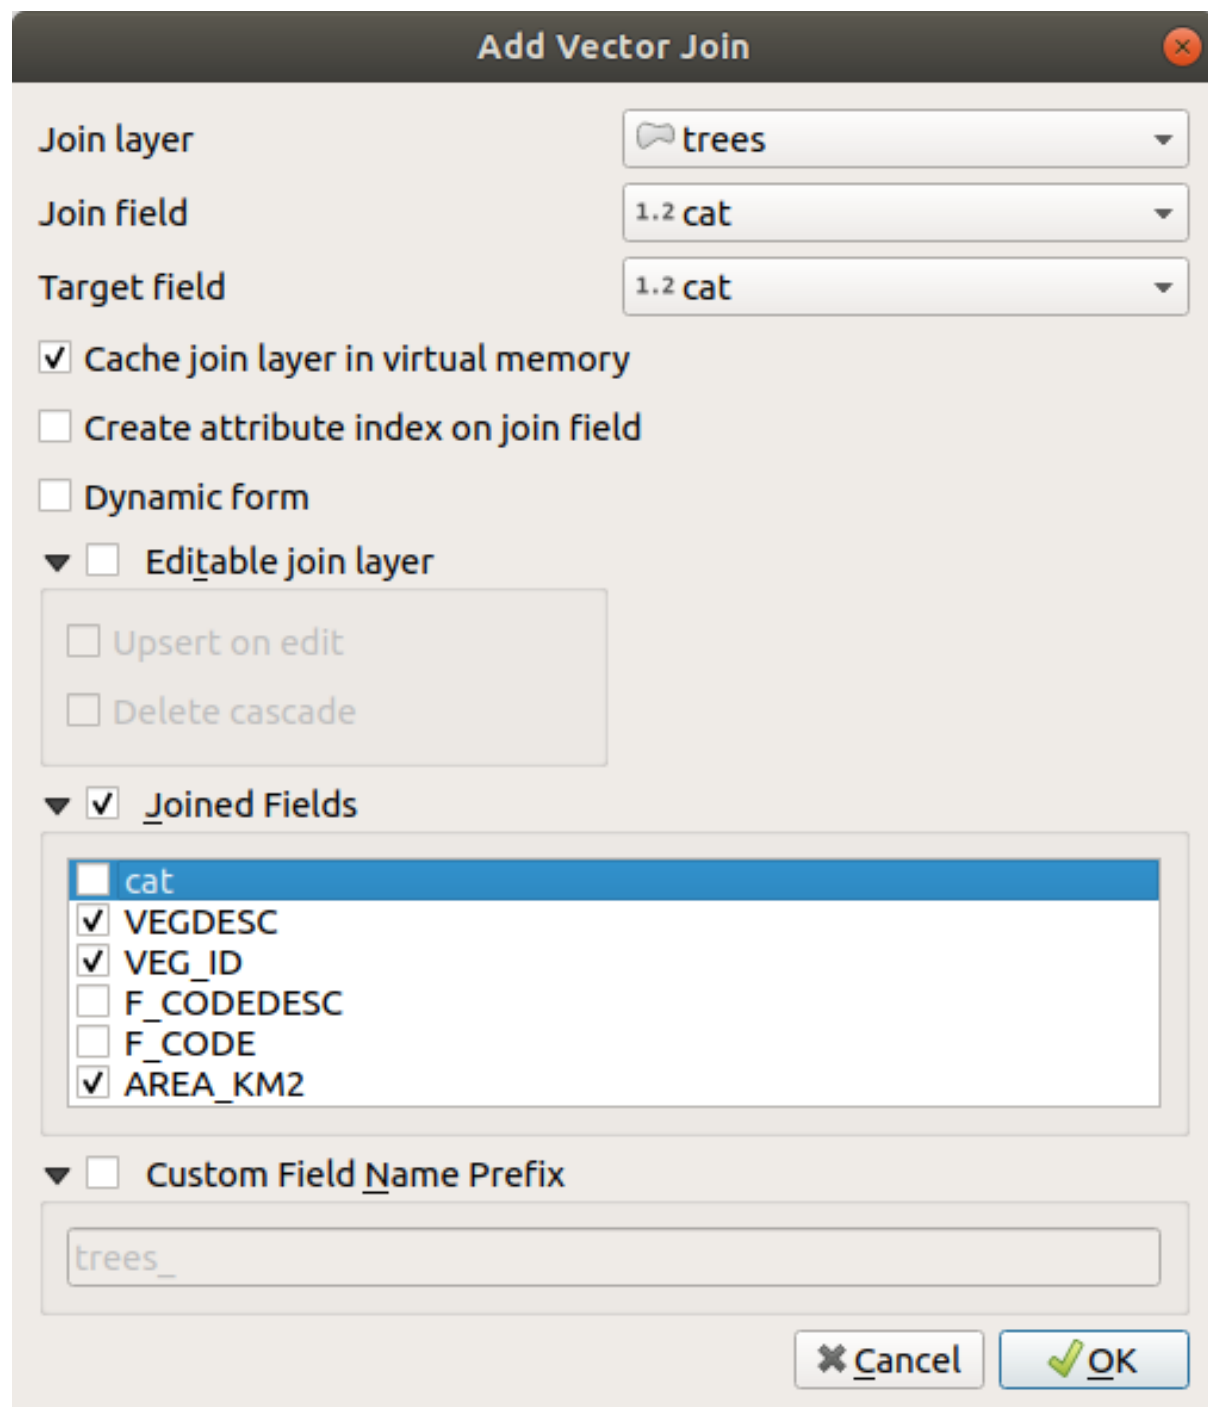 Add Vector Join
Join layer trees
Join field 1.2 cat
Target field 1.2 cat
Cache join layer in virtual memory
Create attribute index on join field
Dynamic form
Editable join layer
Upsert on edit
Delete cascade
Joined Fields
cat
VEGDESC
VEG_ID
F_CODEDESC
F_CODE
AREA_KM2
Custom Field Name Prefix
trees_
Cancel OK